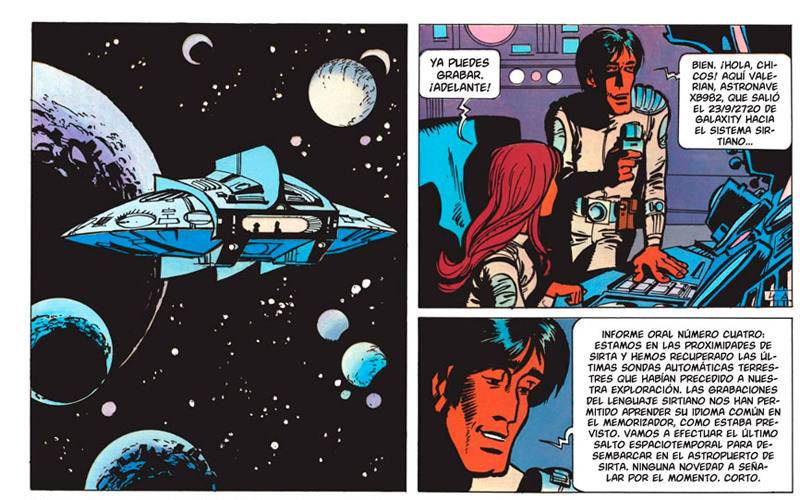 YA PUEDES
GRABAR.
¡ADELANTE!
BIEN. ¡HOLA, CHI-
COS! AQUÍ VALE-
RIAN, ASTRONAVE
XB982, QUE SALIÓ
EL 23/9/2720 DE
GALAXITY HACIA
EL SISTEMA SIR-
TIANO...
INFORME ORAL NÚMERO CUATRO:
ESTAMOS EN LAS PROXIMIDADES DE
SIRTA Y HEMOS RECUPERADO LAS ÚL-
TIMAS SONDAS AUTOMÁTICAS TERRES-
TRES QUE HABÍAN PRECEDIDO A NUES-
TRA EXPLORACIÓN. LAS GRABACIONES
DEL LENGUAJE SIRTIANO NOS HAN PER-
MITIDO APRENDER SU IDIOMA COMÚN EN
EL MEMORIZADOR, COMO ESTABA PRE-
VISTO. VAMOS A EFECTUAR EL ÚLTIMO
SALTO ESPACIOTEMPORAL PARA DE-
SEMBARCAR EN EL ASTROPUERTO DE
SIRTA. NINGUNA NOVEDAD A SEÑA-
LAR POR EL MOMENTO. CORTO.